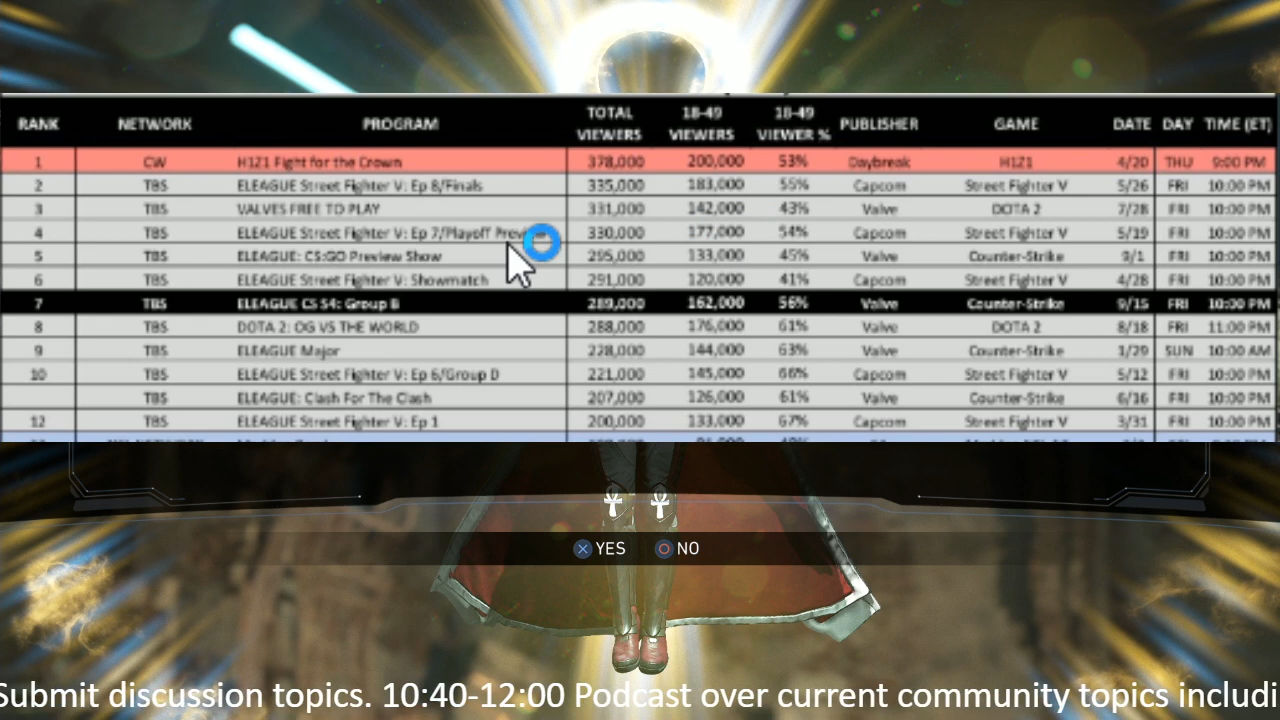 RANK NETWORK PROGRAM TOTAL VIEWERS 18-49 VIEWERS 18-49 VIEWER % PUBLISHER GAME DATE DAY TIME (ET)
1 CW H1Z1 Fight for the Crown 378,000 200,000 53% Daybreak H1Z1 4/20 THU 9:00 PM
2 TBS ELEAGUE Street Fighter V: Ep 8/Finals 335,000 183,000 55% Capcom Street Fighter V 5/26 FRI 10:00 PM
3 TBS VALVES FREE TO PLAY 331,000 142,000 43% Valve DOTA 2 7/28 FRI 10:00 PM
4 TBS ELEAGUE Street Fighter V: Ep 7/Playoff 330,000 177,000 54% Capcom Street Fighter V 5/19 FRI 10:00 PM
5 TBS ELEAGUE: CS:GO Preview Show 295,000 133,000 45% Valve Counter-Strike 9/1 FRI 10:00 PM
6 TBS ELEAGUE Street Fighter V: Showmatch 291,000 120,000 41% Capcom Street Fighter V 4/28 FRI 10:00 PM
7 TBS ELEAGUE CS S4: Group B 289,000 162,000 56% Valve Counter-Strike 9/15 FRI 10:00 PM
8 TBS DOTA 2: OG VS THE WORLD 288,000 176,000 61% Valve DOTA 2 8/18 FRI 11:00 PM
9 TBS ELEAGUE Major 228,000 144,000 63% Valve Counter-Strike 1/29 SUN 10:00 AM
10 TBS ELEAGUE Street Fighter V: Ep 6/Group D 221,000 145,000 66% Capcom Street Fighter V 5/12 FRI 10:00 PM
TBS ELEAGUE: Clash For The Clash 207,000 126,000 61% Valve Counter-Strike 6/16 FRI 10:00 PM
12 TBS ELEAGUE Street Fighter V: Ep 1 200,000 133,000 67% Capcom Street Fighter V 3/31 FRI 10:00 PM
YES NO
Submit discussion topics. 10:40-12:00 Podcast over current community topics includi